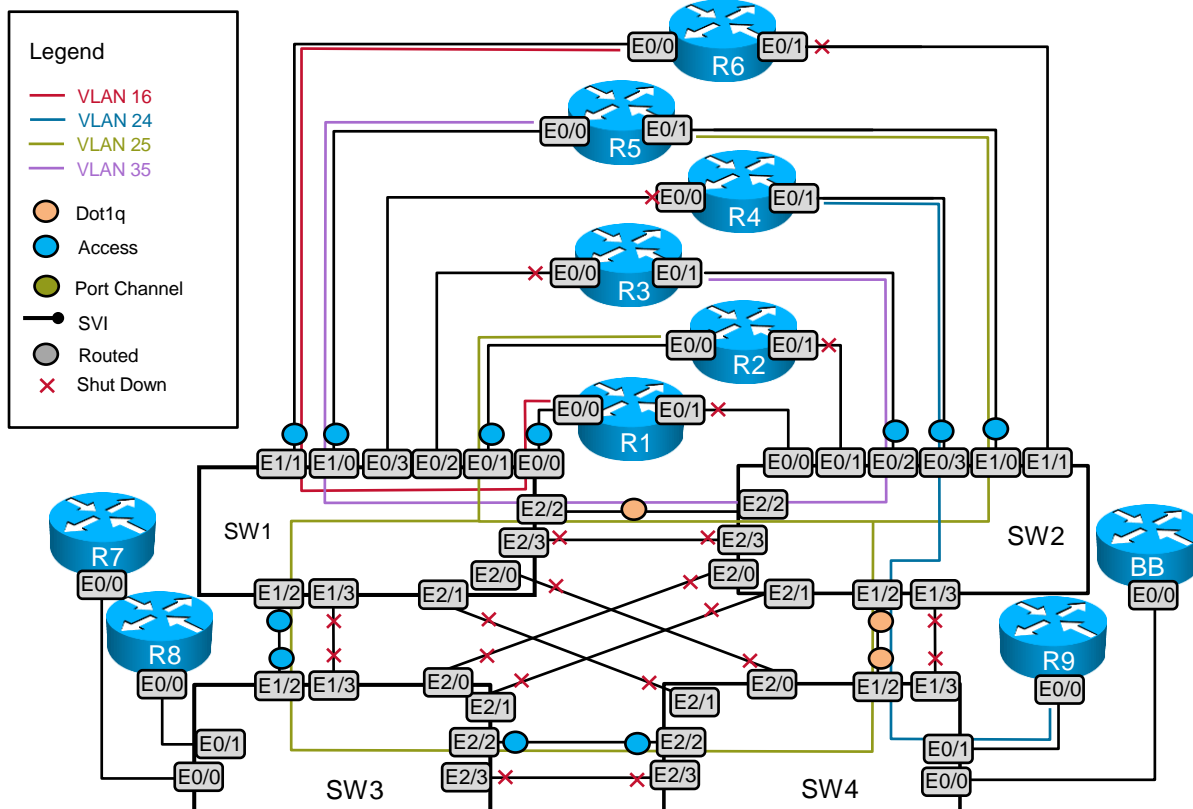 Legend
VLAN 16
VLAN 24
VLAN 25
VLAN 35
Dot1q
Access
Port Channel
SVI
Routed
Shut Down
E0/0 E0/1
R6
E0/0 E0/1
R5
E0/0 E0/1
R4
E0/0 E0/1
R3
E0/0 E0/1
R2
E0/0 E0/1
R1
E1/1 E1/0 E0/3 E0/2 E0/1 E0/0
E0/0 E0/1 E0/2 E0/3 E1/0 E1/1
E2/2 E2/2
SW1 SW2
E2/3 E2/3
R7
E0/0
BB
E0/0
E2/0 E2/0
E1/2 E1/3 E2/1
E2/1 E1/2 E1/3
R8
E0/0
R9
E0/0
E1/2 E1/3 E2/0
E2/0 E1/2 E1/3
E2/1 E2/1
E0/1 E2/2 E2/2 E0/1
E0/0 E2/3 E2/3 E0/0
SW3 SW4